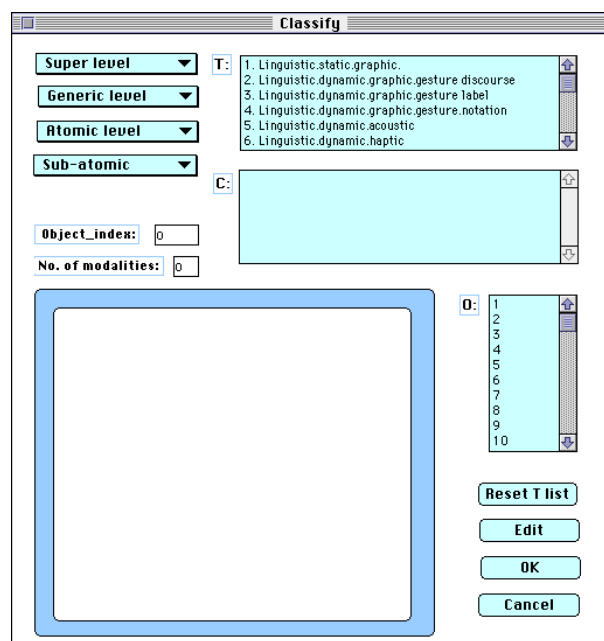 Classify
Super level
Generic level
Atomic level
Sub-atomic
T:
1. Linguistic.static.graphic.
2. Linguistic.dynamic.graphic.gesture discourse
3. Linguistic.dynamic.graphic.gesture label
4. Linguistic.dynamic.graphic.gesture.notation
5. Linguistic.dynamic.acoustic
6. Linguistic.dynamic.haptic
C:
Object_index: 0
No. of modalities: 0
O:
1
2
3
4
5
6
7
8
9
10
Reset T list
Edit
OK
Cancel